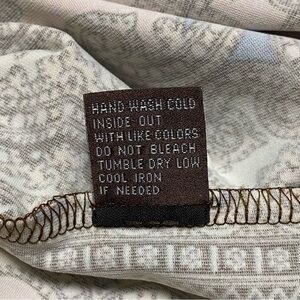 HAND WASH COLD
INSIDE OUT
WITH LIKE COLORS
DO NOT BLEACH
TUMBLE DRY LOW
COOL IRON
IF NEEDED